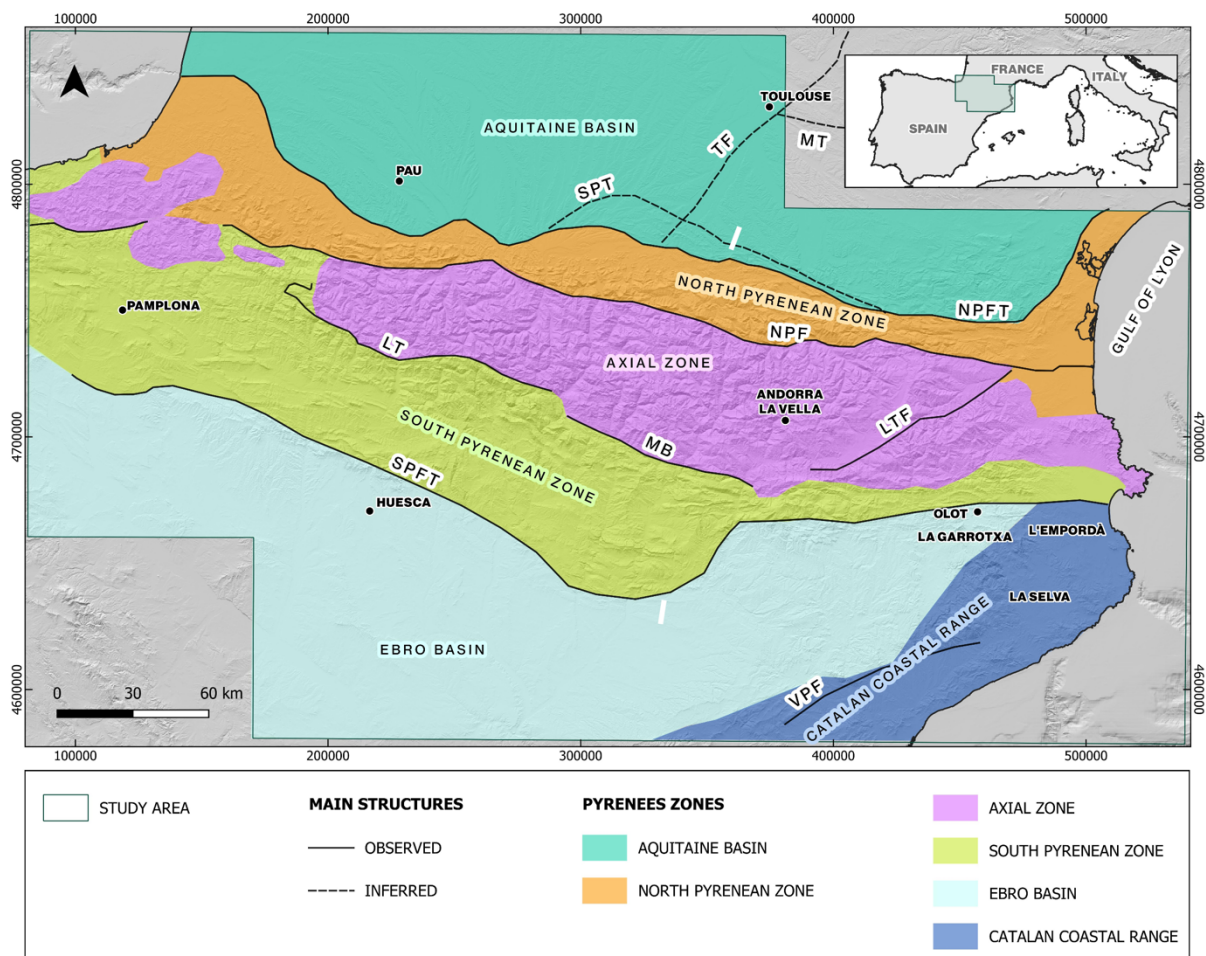 100000
200000
300000
400000
500000
FRANCE
ITALY
SPAIN
TOULOUSE
AQUITAINE BASIN
TF
MT
PAU
SPT
4800000
4800000
GULF OF LYON
NORTH PYRENEAN ZONE
NPFT
PAMPLONA
NPF
LT
AXIAL ZONE
ANDORRA
LA VELLA
LTF
4700000
4700000
SOUTH PYRENEAN ZONE
MB
SPFT
HUESCA
OLOT
LA GARROTXA
L'EMPORDÀ
LA SELVA
EBRO BASIN
CATALAN COASTAL RANGE
VPF
4600000
4600000
0 30 60 km
100000
200000
300000
400000
500000
STUDY AREA
MAIN STRUCTURES
OBSERVED
INFERRED
PYRENEES ZONES
AQUITAINE BASIN
NORTH PYRENEAN ZONE
AXIAL ZONE
SOUTH PYRENEAN ZONE
EBRO BASIN
CATALAN COASTAL RANGE